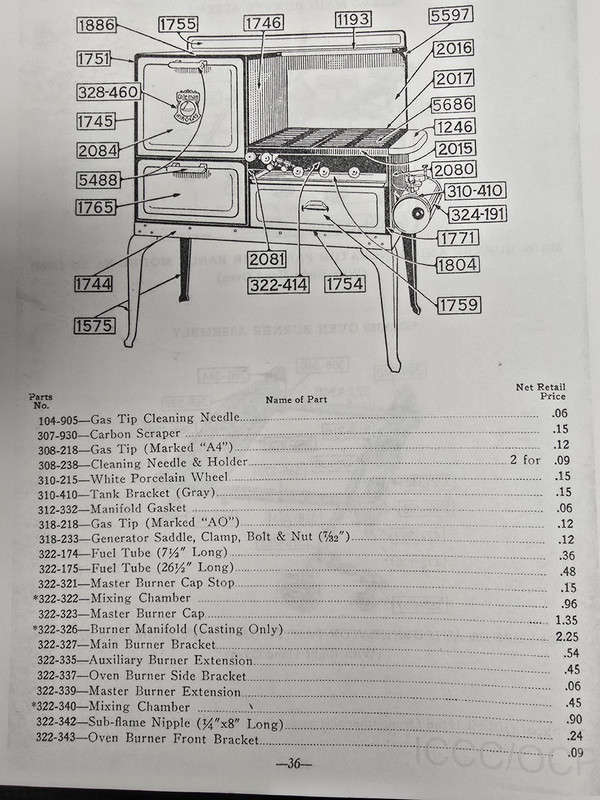 1886
1755
1746
1193
5597
1751
2016
328-460
2017
1745
5686
2084
1246
2015
5488
2080
1765
310-410
324-191
1771
2081
1804
1744
322-414
1754
1759
1575
Parts No.
Name of Part
Net Retail Price
104-905—Gas Tip Cleaning Needle .06
307-930—Carbon Scraper .15
308-218—Gas Tip (Marked “A4”) .12
308-238—Cleaning Needle & Holder 2 for .09
310-215—White Porcelain Wheel .15
310-410—Tank Bracket (Gray) .15
312-332—Manifold Gasket .06
318-218—Gas Tip (Marked “AO”) .12
318-233—Generator Saddle, Clamp, Bolt & Nut (7⁄32″) .12
322-174—Fuel Tube (7½″ Long) .36
322-175—Fuel Tube (26½″ Long) .48
322-321—Master Burner Cap Stop .15
*322-322—Mixing Chamber .96
322-323—Master Burner Cap 1.35
*322-326—Burner Manifold (Casting Only) 2.25
322-327—Main Burner Bracket .54
322-335—Auxiliary Burner Extension .45
322-337—Oven Burner Side Bracket .06
322-339—Master Burner Extension .45
*322-340—Mixing Chamber .90
322-342—Sub-flame Nipple (¼″x8″ Long) .24
322-343—Oven Burner Front Bracket .09
—36—
ICCC/OCF